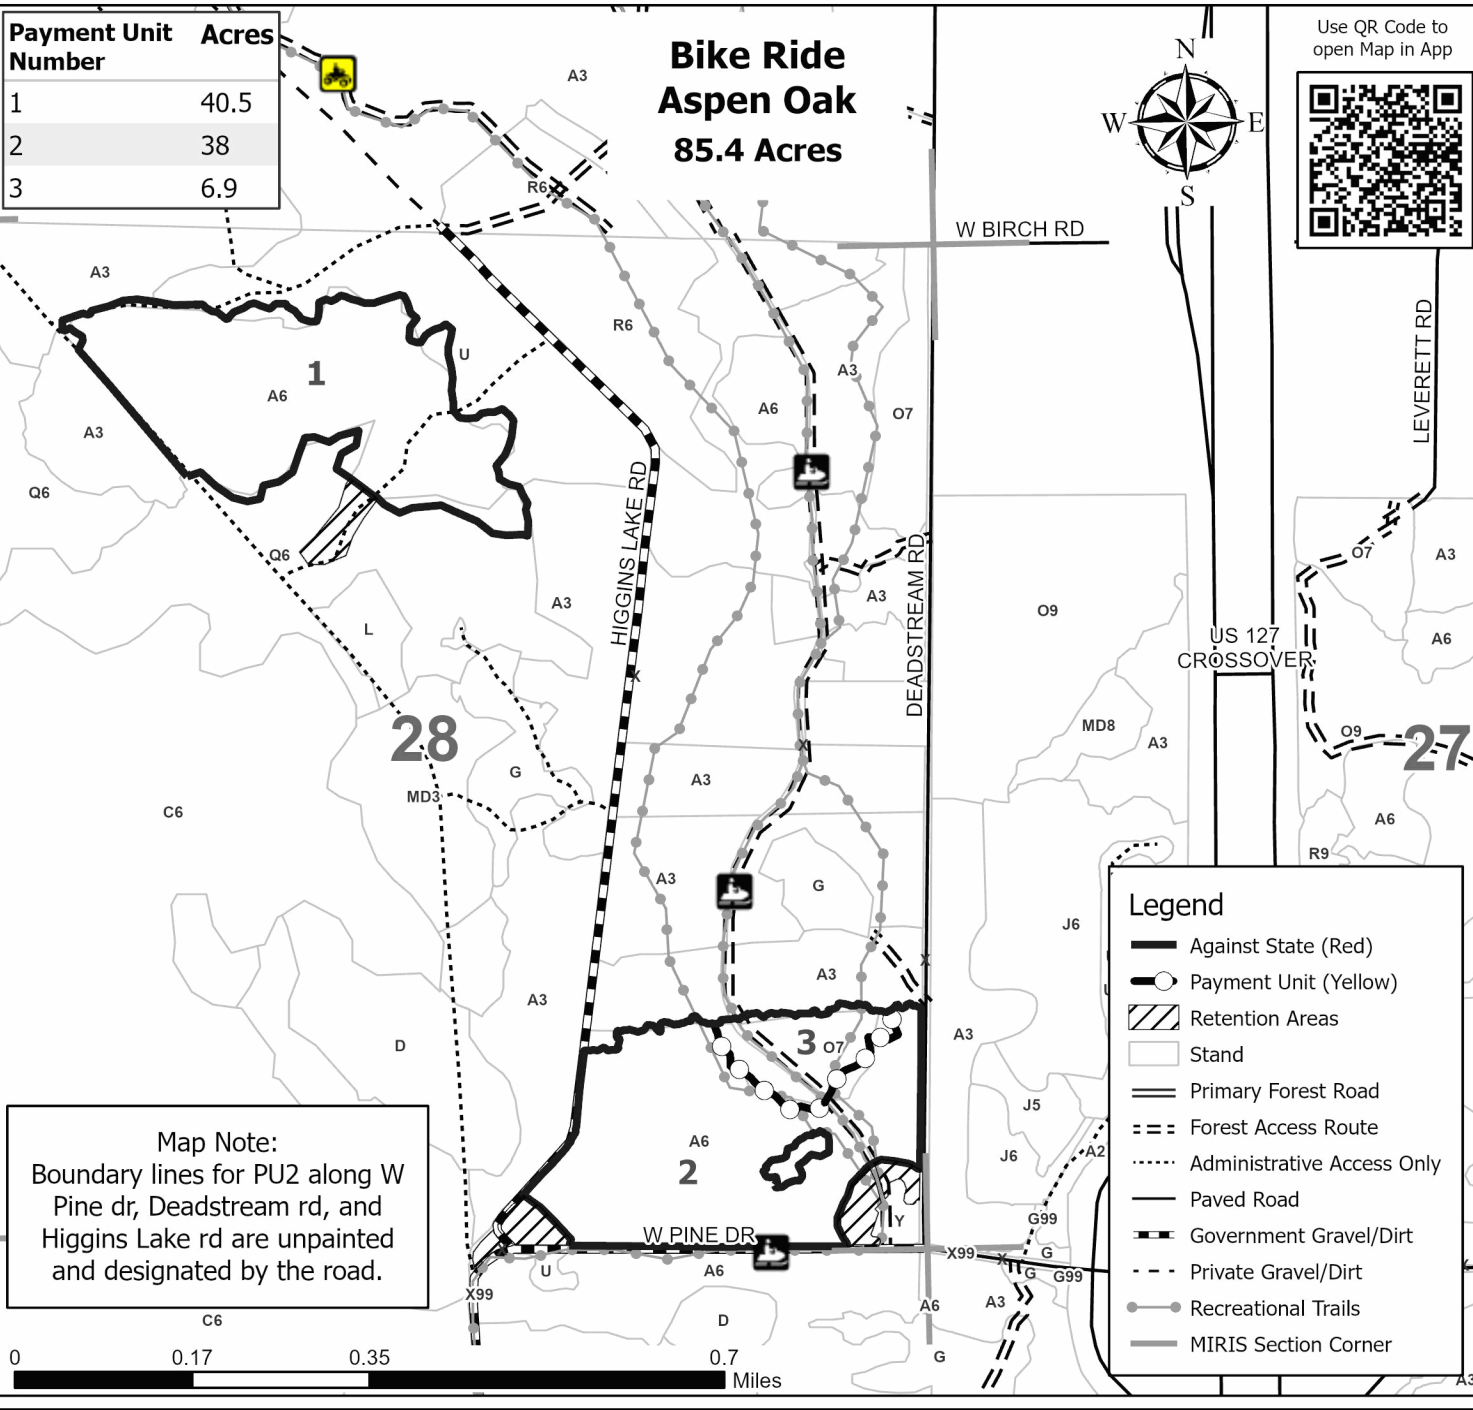 Payment Unit Number Acres
1 40.5
2 38
3 6.9
Bike Ride
Aspen Oak
85.4 Acres
N
W E
S
Use QR Code to
open Map in App
A3
R6
W BIRCH RD
A3
R6
LEVERETT RD
U
1
A6
A3
A6
O7
A3
Q6
HIGGINS LAKE RD
DEADSTREAM RD
Q6
O7
A3
A3
A3
O9
L
A6
US 127
CROSSOVER
X
28
MD8
A3
O9
27
X
G
A3
MD3
C6
A6
R9
A3
G
J6
X
A3
A3
D
3
O7
A3
J5
A6
2
J6
A2
Y
G99
W PINE DR
X99
X
G
G
G99
U
A6
X99
A6
A3
C6
D
G
A3
Map Note:
Boundary lines for PU2 along W
Pine dr, Deadstream rd, and
Higgins Lake rd are unpainted
and designated by the road.
Legend
Against State (Red)
Payment Unit (Yellow)
Retention Areas
Stand
Primary Forest Road
Forest Access Route
Administrative Access Only
Paved Road
Government Gravel/Dirt
Private Gravel/Dirt
Recreational Trails
MIRIS Section Corner
0 0.17 0.35 0.7
Miles